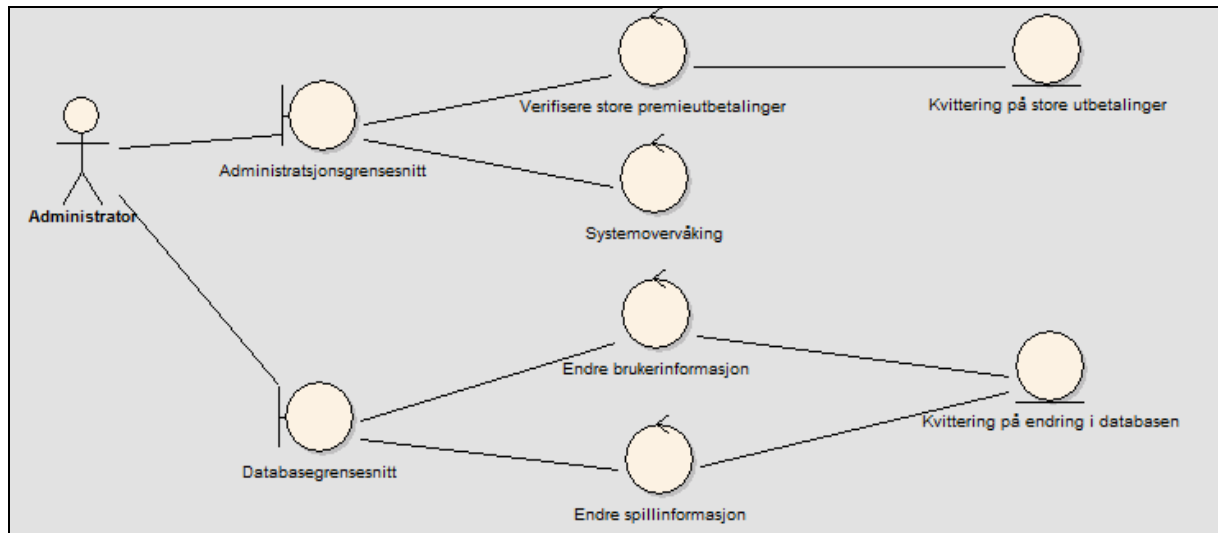 Verifisere store premieutbetalinger
Kvittering på store utbetalinger
Administratsjonsgrensesnitt
Administrator
Systemovervåking
Endre brukerinformasjon
Kvittering på endring i databasen
Databasegrensesnitt
Endre spillinformasjon